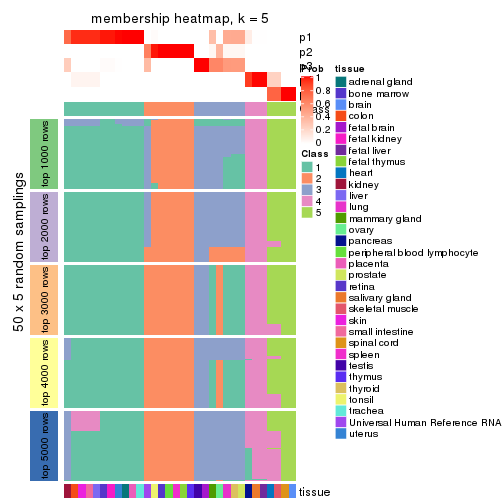 membership heatmap, k = 5
p1
p2
Prob
1
0.8
0.6
0.4
0.2
0
Class
1
2
3
4
5
50 x 5 random samplings
top 1000 rows
top 2000 rows
top 3000 rows
top 4000 rows
top 5000 rows
tissue
tissue
adrenal gland
bone marrow
brain
colon
fetal brain
fetal kidney
fetal liver
fetal thymus
heart
kidney
liver
lung
mammary gland
ovary
pancreas
peripheral blood lymphocyte
placenta
prostate
retina
salivary gland
skeletal muscle
skin
small intestine
spinal cord
spleen
testis
thymus
thyroid
tonsil
trachea
Universal Human Reference RNA
uterus